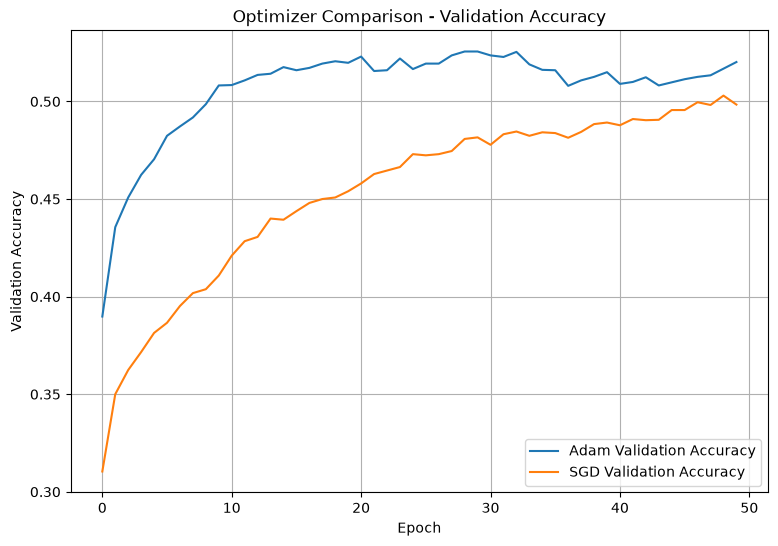 Optimizer Comparison - Validation Accuracy
Validation Accuracy
0.50
0.45
0.40
0.35
0.30
0 10 20 30 40 50
Epoch
Adam Validation Accuracy
SGD Validation Accuracy